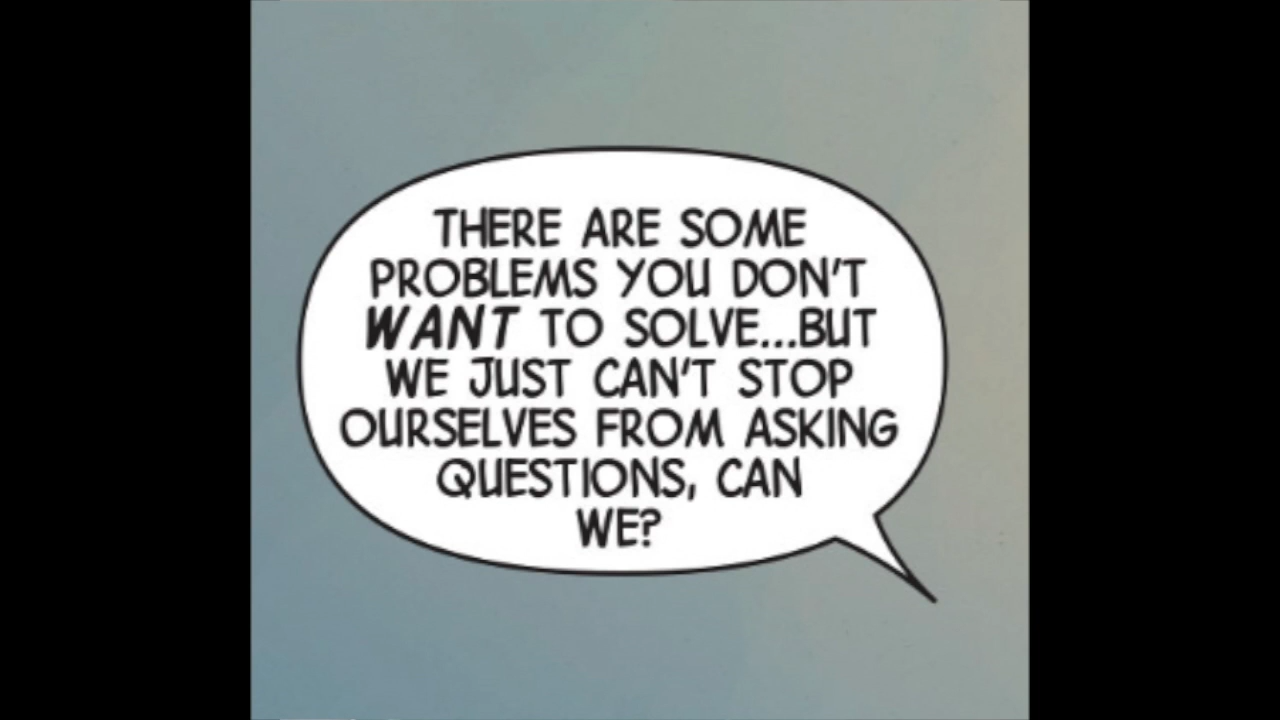 THERE ARE SOME
PROBLEMS YOU DON'T
WANT TO SOLVE...BUT
WE JUST CAN'T STOP
OURSELVES FROM ASKING
QUESTIONS, CAN
WE?